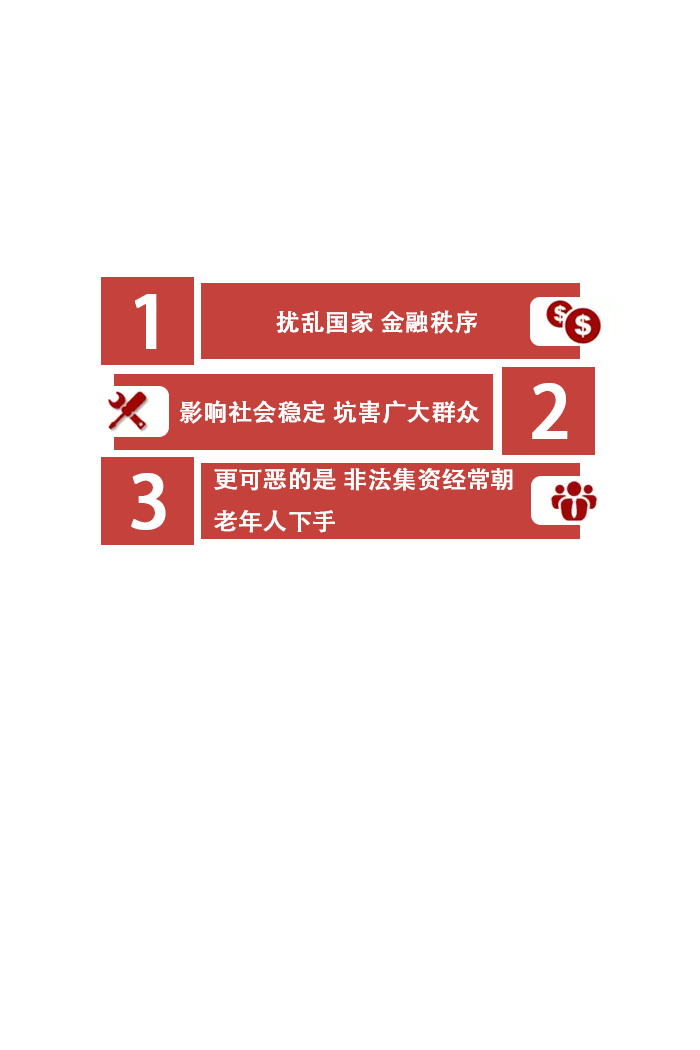 1
扰乱国家 金融秩序
影响社会稳定 坑害广大群众
2
3
更可恶的是 非法集资经常朝
老年人下手